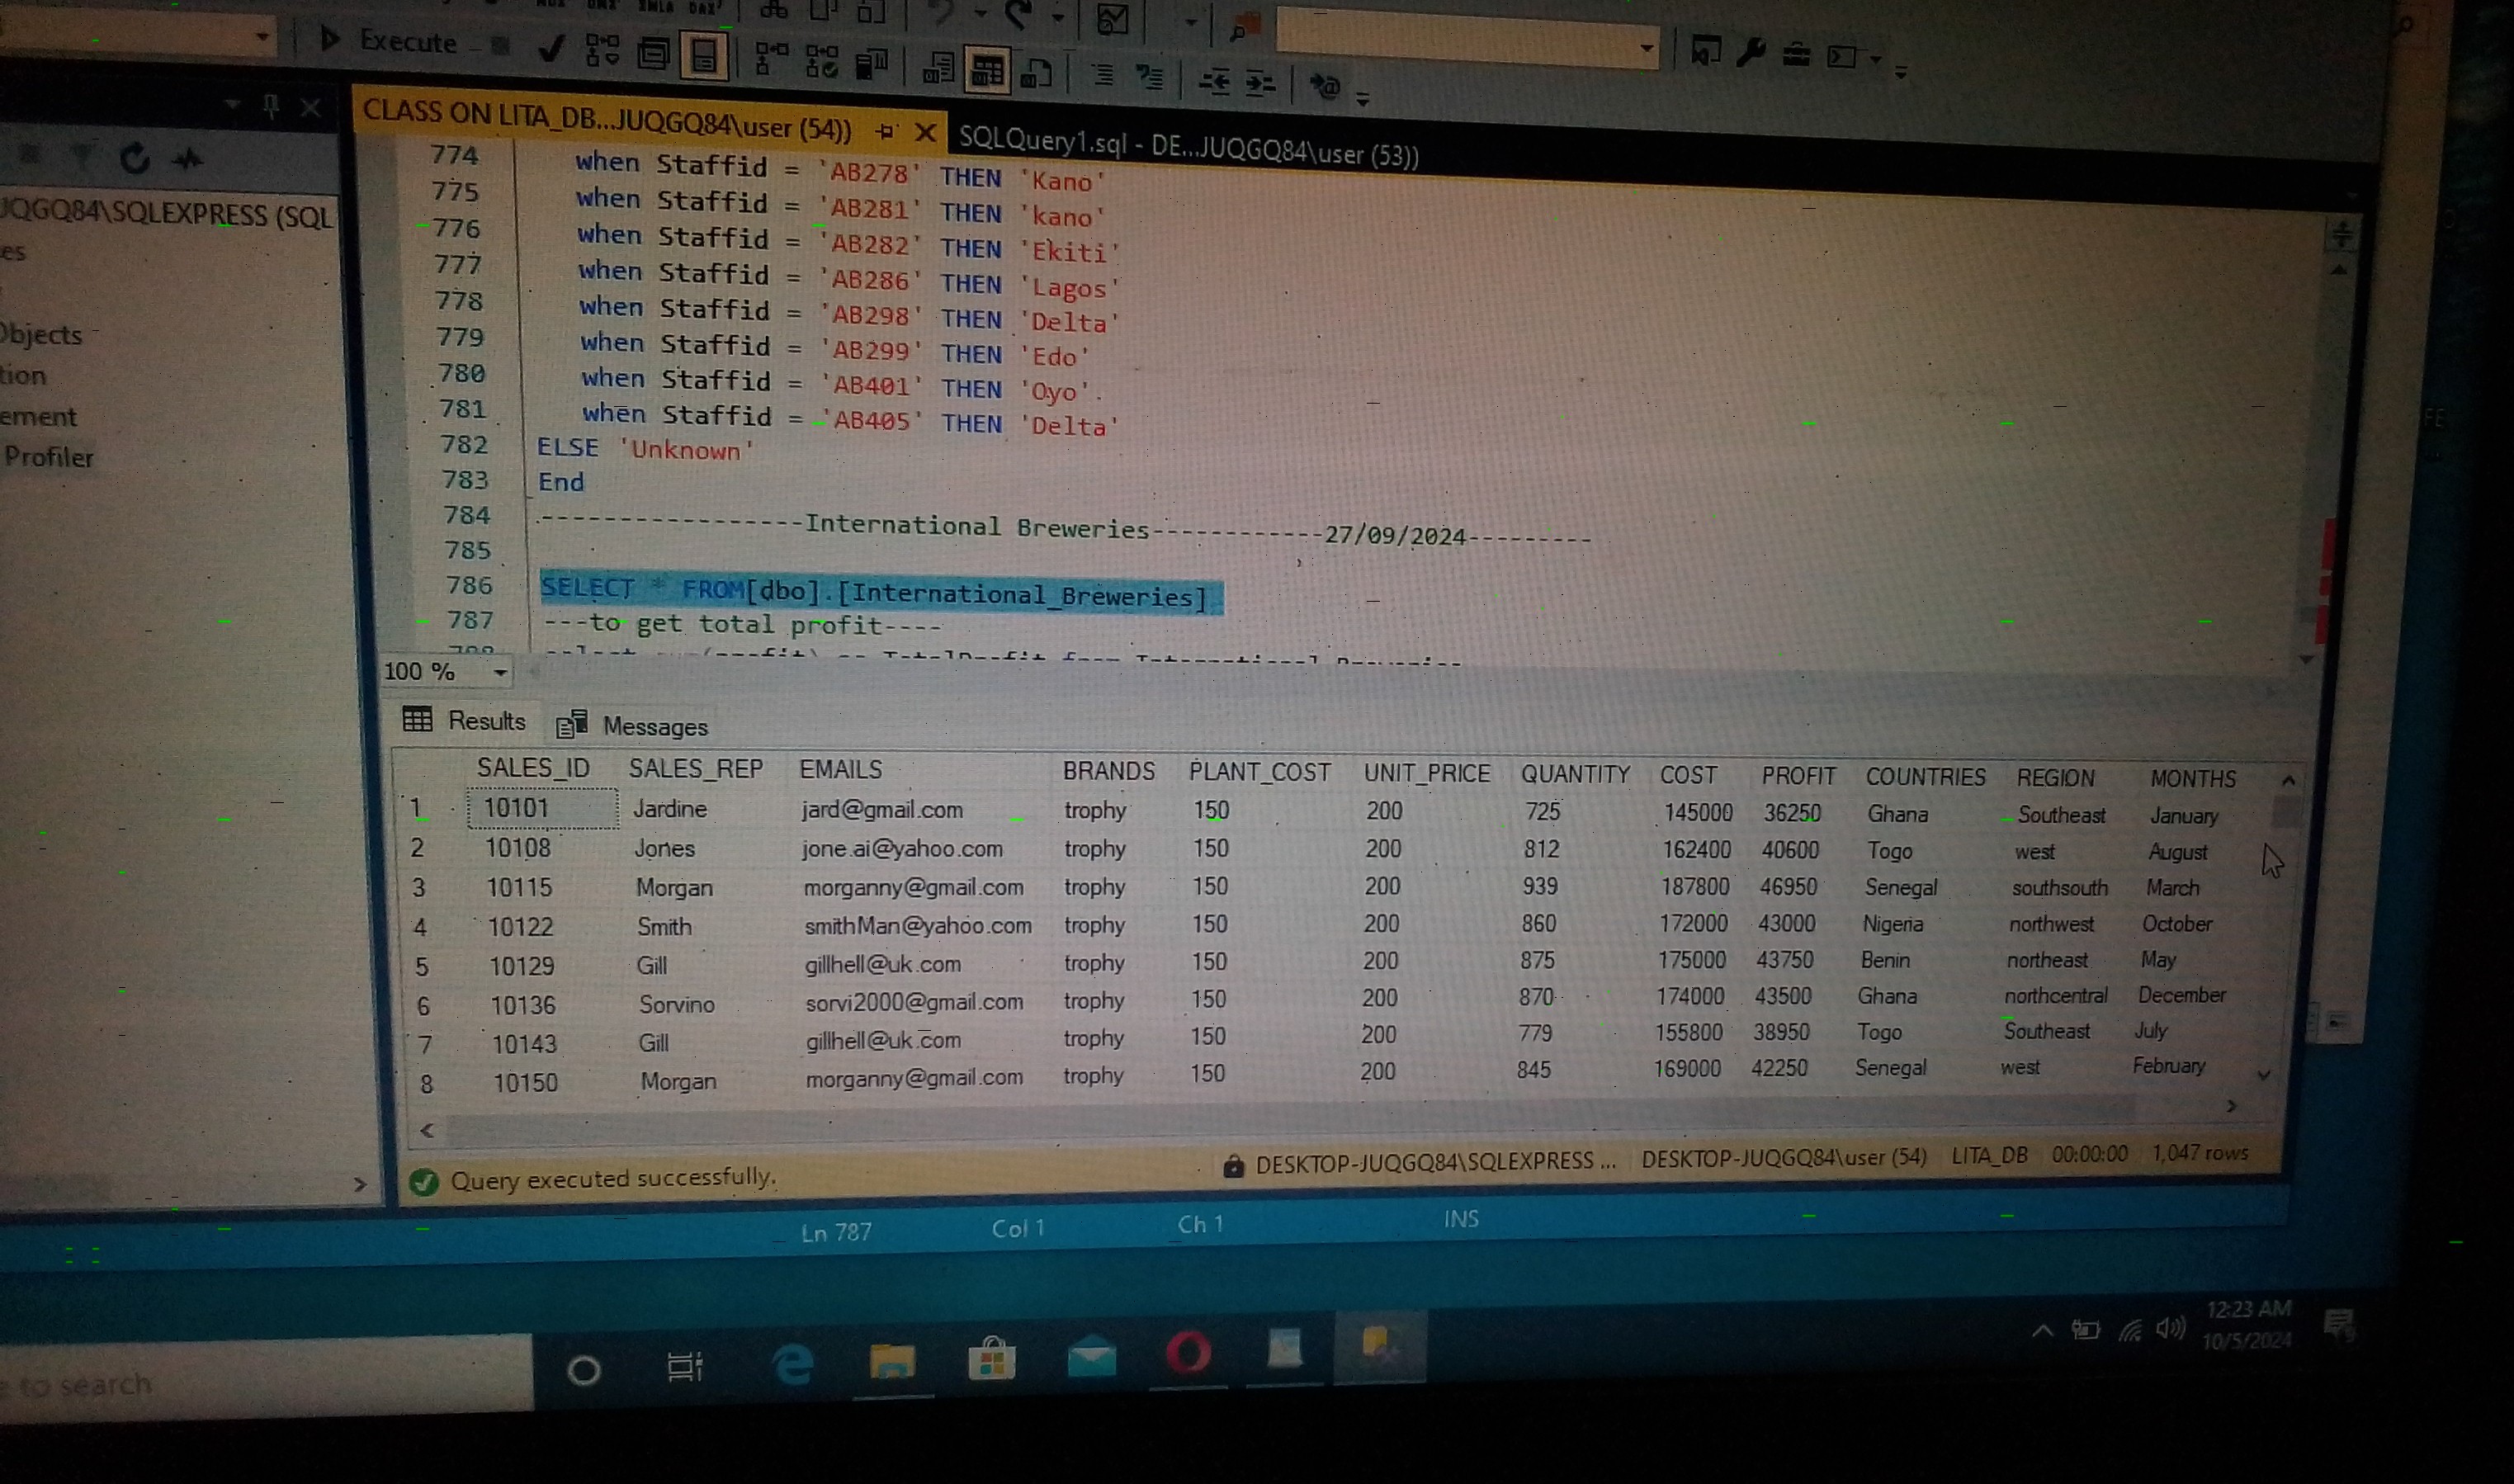 Execute
CLASS ON LITA_DB...JUQGQ84\user (54))
SQLQuery1.sql - DE...JUQGQ84\user (53))
JQGQ84\SQLEXPRESS (SQL
es
Objects
tion
ement
Profiler
774 when Staffid = 'AB278' THEN 'Kano'
775 when Staffid = 'AB281' THEN 'kano'
776 when Staffid = 'AB282' THEN 'Ekiti'
777 when Staffid = 'AB286' THEN 'Lagos'
778 when Staffid = 'AB298' THEN 'Delta'
779 when Staffid = 'AB299' THEN 'Edo'
780 when Staffid = 'AB401' THEN 'Oyo'
781 when Staffid = 'AB405' THEN 'Delta'
782 ELSE 'Unknown'
783 End
784 -----------------International Breweries------------27/09/2024---------
785
786 SELECT * FROM[dbo].[International_Breweries]
787 ---to get total profit----
100 %
Results Messages
SALES_ID SALES_REP EMAILS BRANDS PLANT_COST UNIT_PRICE QUANTITY COST PROFIT COUNTRIES REGION MONTHS
1 10101 Jardine jard@gmail.com trophy 150 200 725 145000 36250 Ghana Southeast January
2 10108 Jones jone.ai@yahoo.com trophy 150 200 812 162400 40600 Togo west August
3 10115 Morgan morganny@gmail.com trophy 150 200 939 187800 46950 Senegal southsouth March
4 10122 Smith smithMan@yahoo.com trophy 150 200 860 172000 43000 Nigeria northwest October
5 10129 Gill gillhell@uk.com trophy 150 200 875 175000 43750 Benin northeast May
6 10136 Sorvino sorvi2000@gmail.com trophy 150 200 870 174000 43500 Ghana northcentral December
7 10143 Gill gillhell@uk.com trophy 150 200 779 155800 38950 Togo Southeast July
8 10150 Morgan morganny@gmail.com trophy 150 200 845 169000 42250 Senegal west February
Query executed successfully.
DESKTOP-JUQGQ84\SQLEXPRESS ... DESKTOP-JUQGQ84\user (54) LITA_DB 00:00:00 1,047 rows
Ln 787 Col 1 Ch 1 INS
to search
12:23 AM
10/5/2024